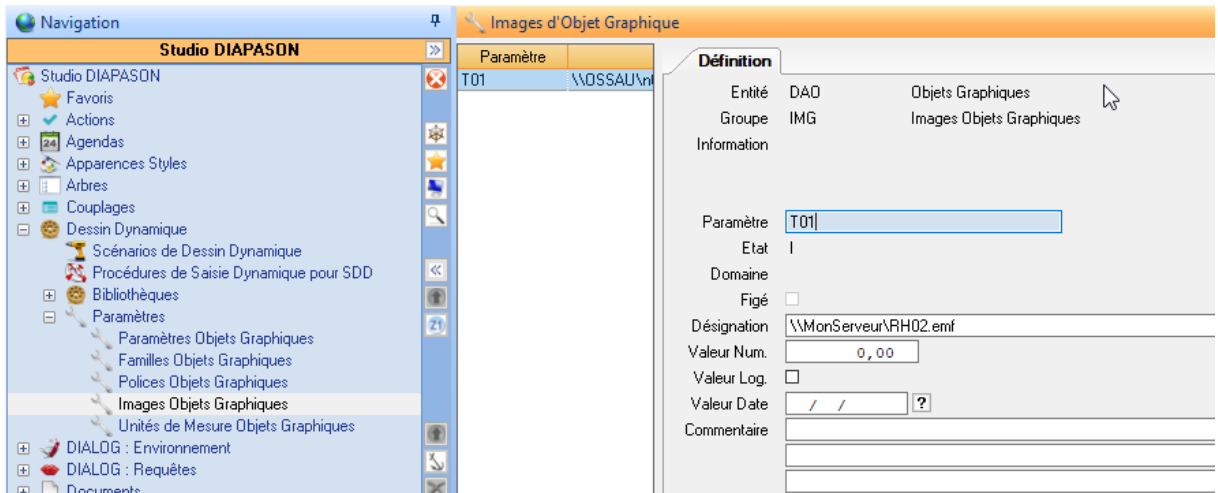 Navigation
Studio DIAPASON
Studio DIAPASON
Favoris
Actions
24 Agendas
Apparences Styles
Arbres
Couplages
Dessin Dynamique
Scénarios de Dessin Dynamique
Procédures de Saisie Dynamique pour SDD
Bibliothèques
Paramètres
Paramètres Objets Graphiques
Familles Objets Graphiques
Polices Objets Graphiques
Images Objets Graphiques
Unités de Mesure Objets Graphiques
DIALOG : Environnement
DIALOG : Requêtes
Documents
Images d'Objet Graphique
Paramètre
T01 \\OSSAU\n
Définition
Entité DAO Objets Graphiques
Groupe IMG Images Objets Graphiques
Information
Paramètre T01
Etat I
Domaine
Figé
Désignation \\MonServeur\RH02.emf
Valeur Num. 0,00
Valeur Log.
Valeur Date / / ?
Commentaire